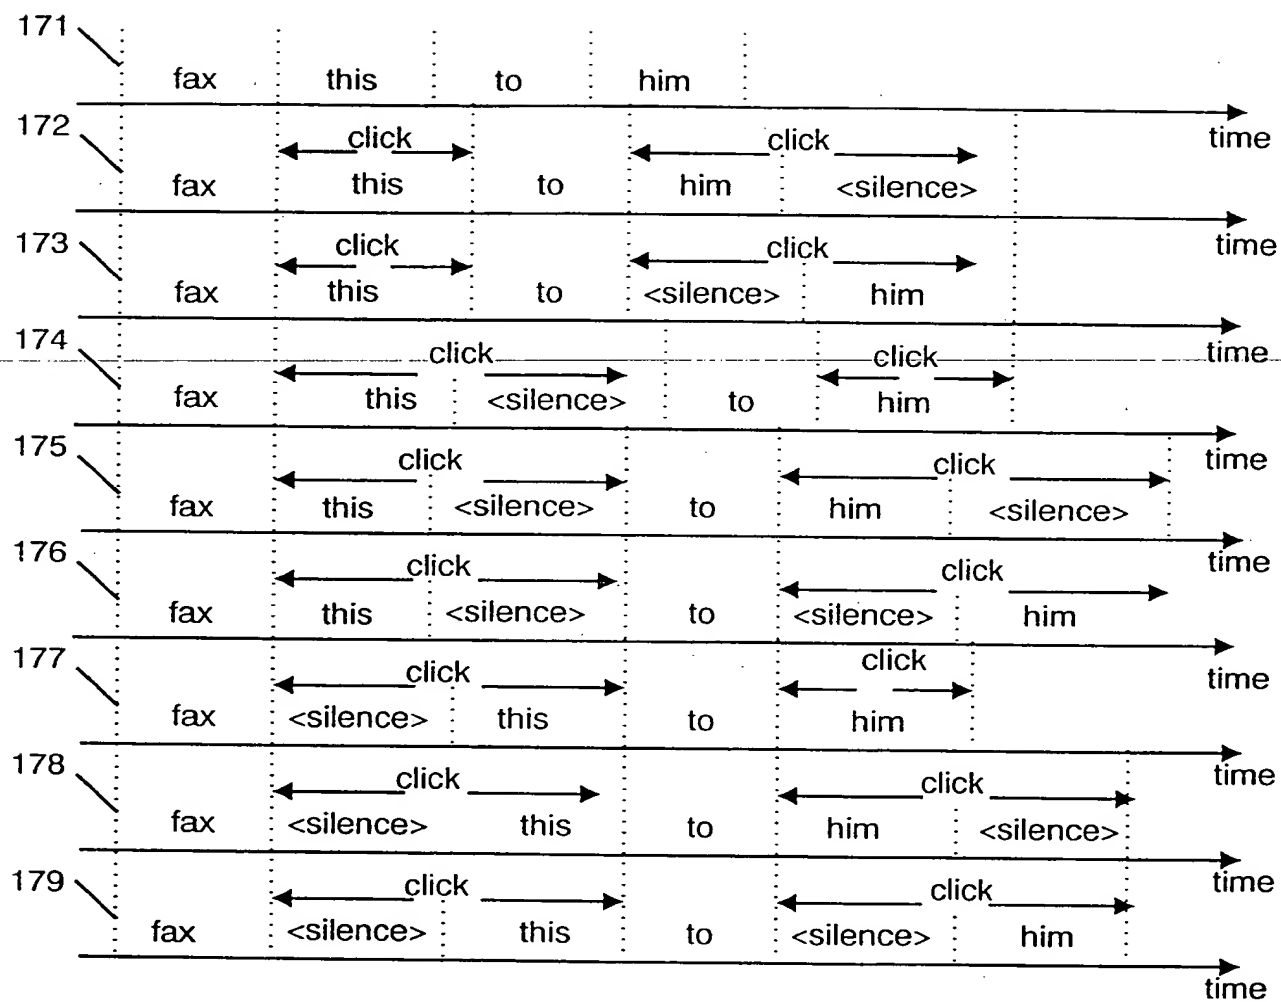 171
fax this to him
time
172
click click
fax this to him <silence>
time
173
click click
fax this to <silence> him
time
174
click click
fax this <silence> to him
time
175
click click
fax this <silence> to him <silence>
time
176
click click
fax this <silence> to <silence> him
time
177
click click
fax <silence> this to him
time
178
click click
fax <silence> this to him <silence>
time
179
click click
fax <silence> this to <silence> him
time